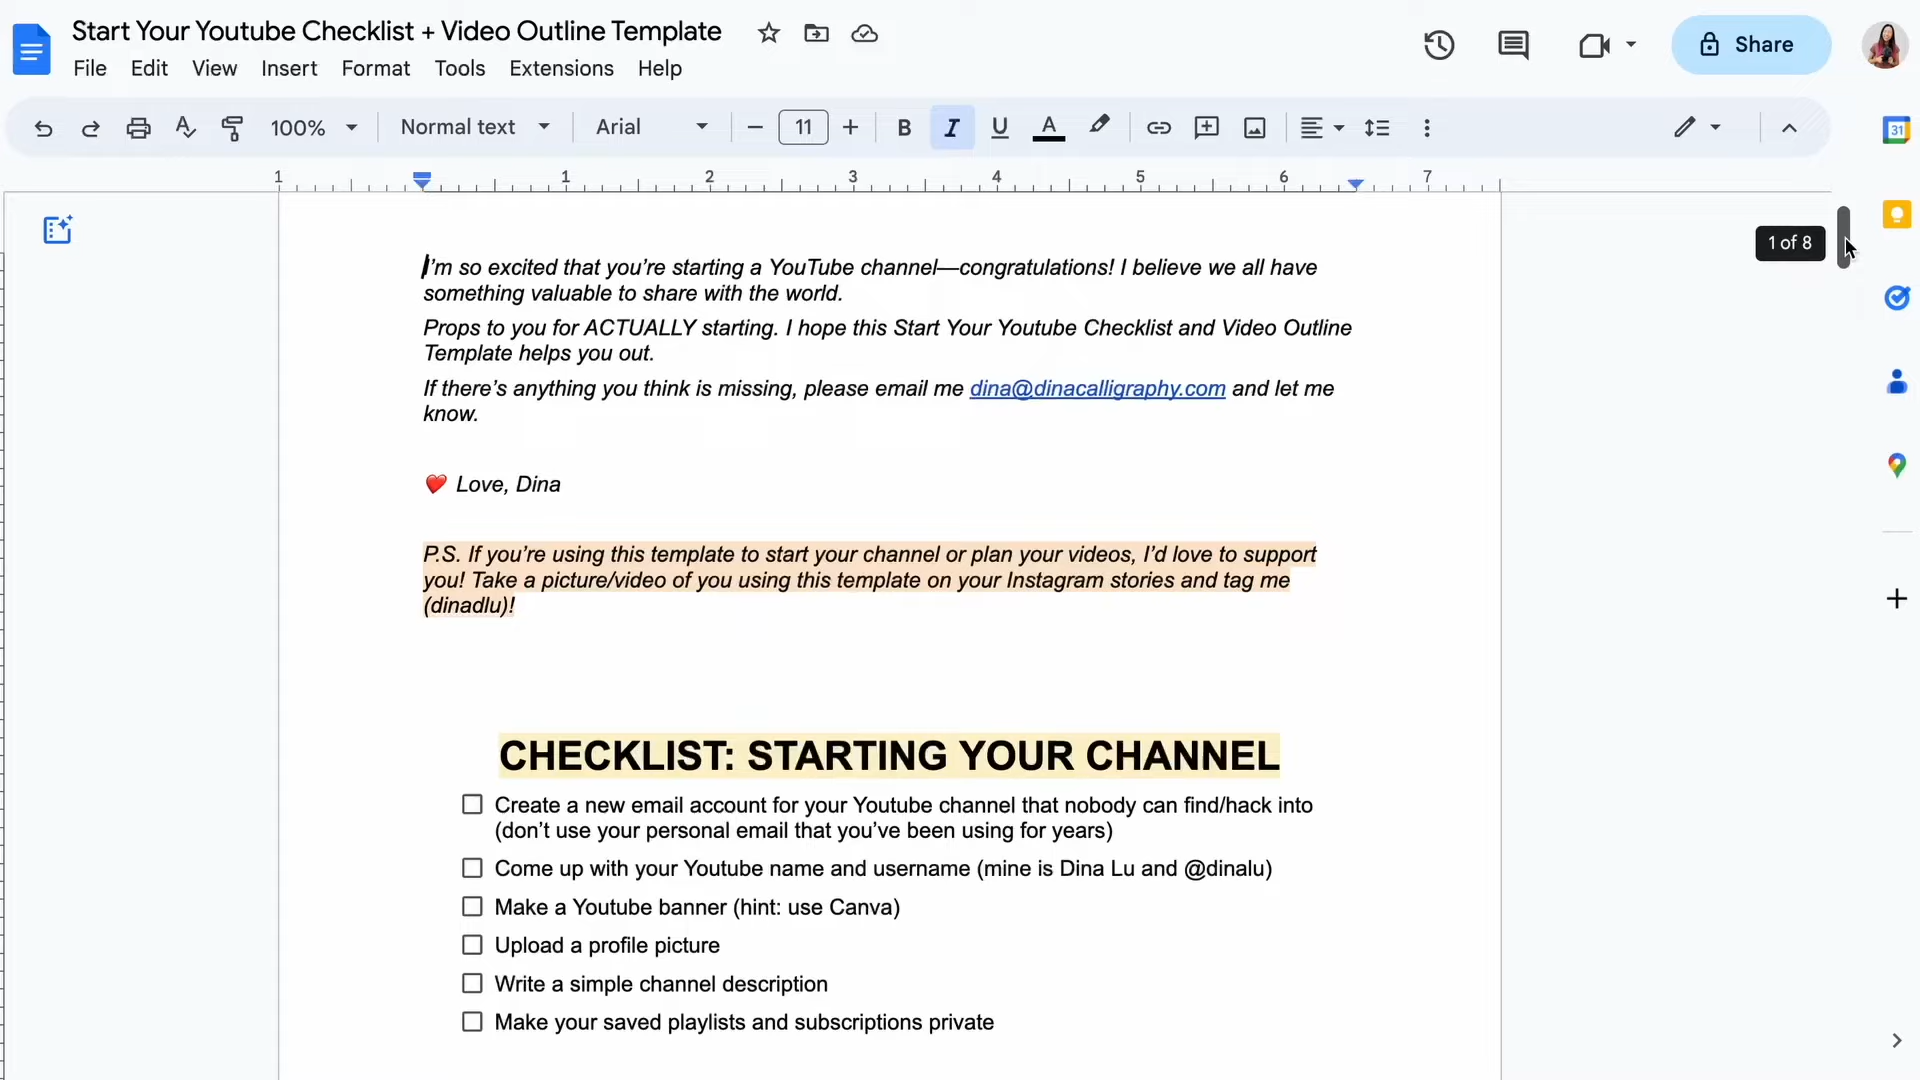 Start Your Youtube Checklist + Video Outline Template
File Edit View Insert Format Tools Extensions Help
Share
100% Normal text Arial 11
1 1 2 3 4 5 6 7
31
1 of 8
I’m so excited that you’re starting a YouTube channel—congratulations! I believe we all have
something valuable to share with the world.
Props to you for ACTUALLY starting. I hope this Start Your Youtube Checklist and Video Outline
Template helps you out.
If there’s anything you think is missing, please email me dina@dinacalligraphy.com and let me
know.
❤️ Love, Dina
P.S. If you’re using this template to start your channel or plan your videos, I’d love to support
you! Take a picture/video of you using this template on your Instagram stories and tag me
(dinadlu)!
CHECKLIST: STARTING YOUR CHANNEL
Create a new email account for your Youtube channel that nobody can find/hack into
(don’t use your personal email that you’ve been using for years)
Come up with your Youtube name and username (mine is Dina Lu and @dinalu)
Make a Youtube banner (hint: use Canva)
Upload a profile picture
Write a simple channel description
Make your saved playlists and subscriptions private